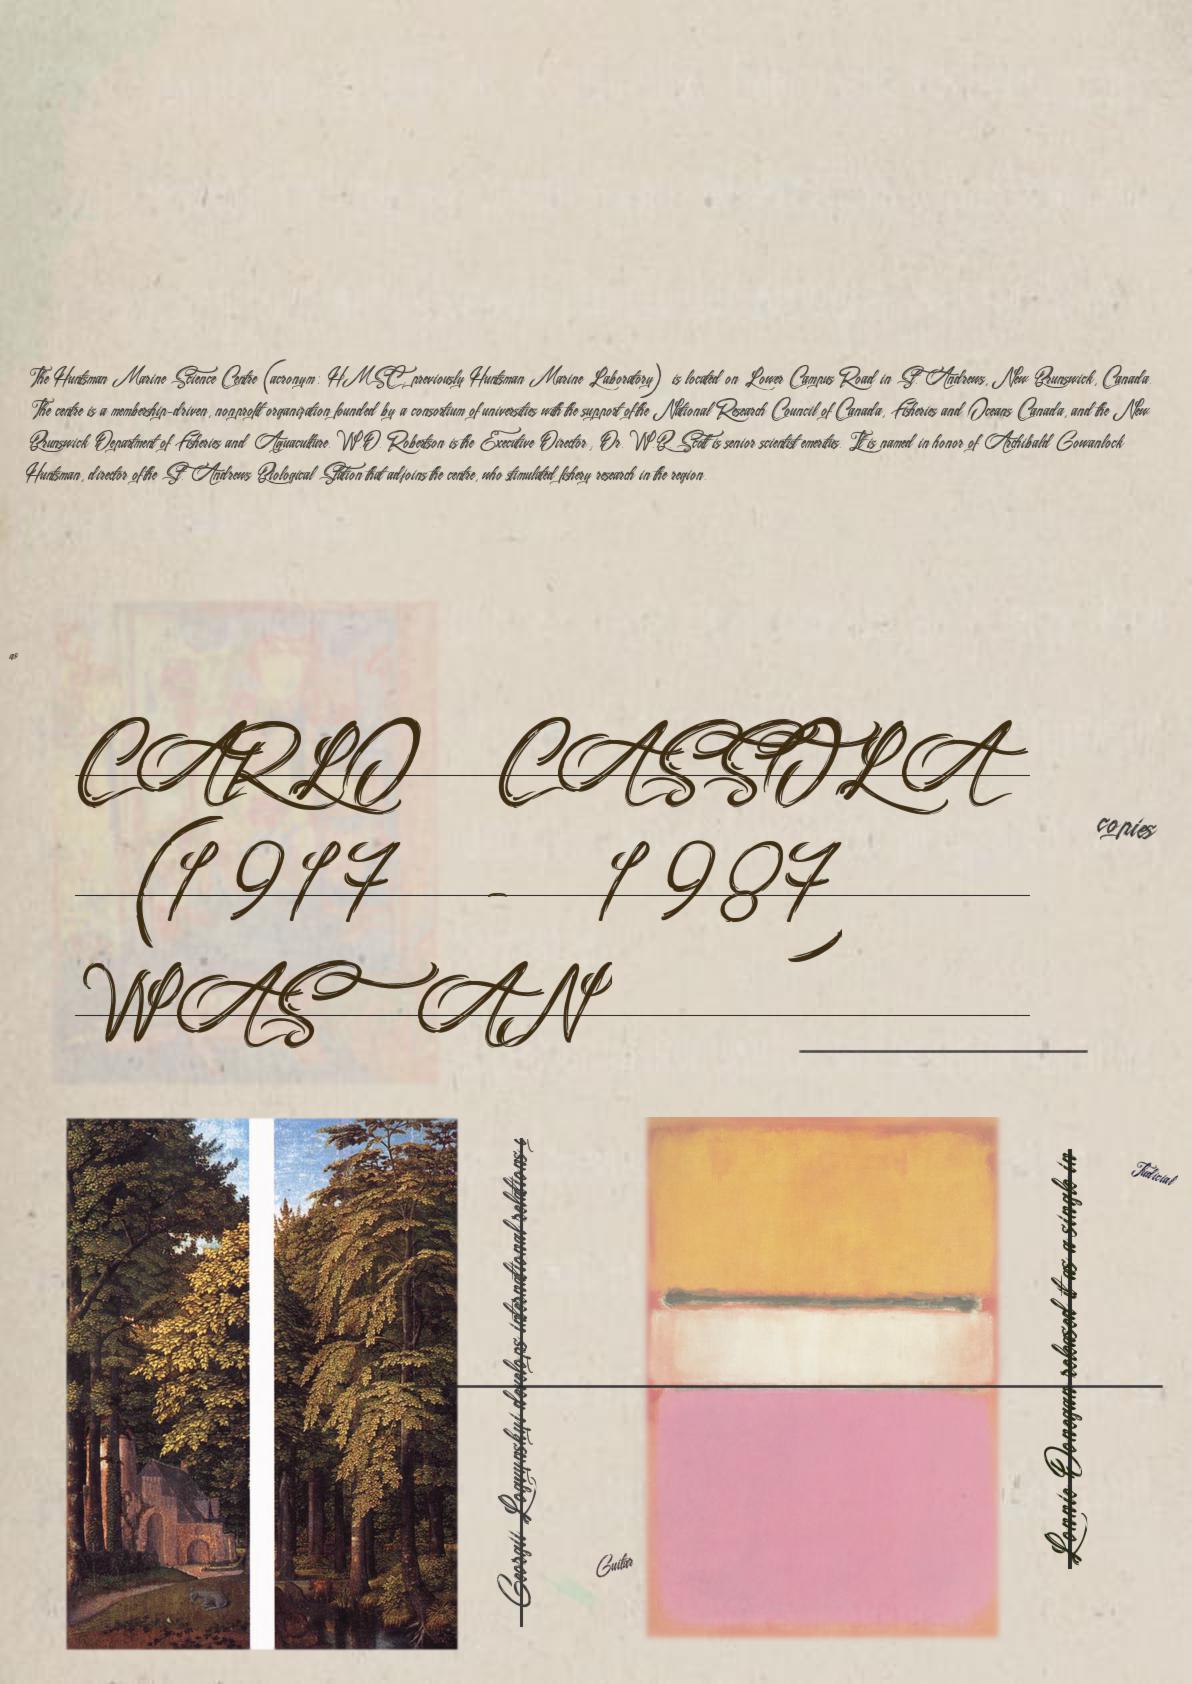 The Huntsman Marine Science Centre (acronym: HMSC, previously Huntsman Marine Laboratory) is located on Lower Campus Road in St Andrews, New Brunswick, Canada.
The centre is a membership-driven, nonprofit organization founded by a consortium of universities with the support of the National Research Council of Canada, Fisheries and Oceans Canada, and the New
Brunswick Department of Fisheries and Aquaculture. W.D. Robertson is the Executive Director, Dr. W.B. Scott is senior scientist emeritus. It is named in honor of Archibald Gowanlock
Huntsman, director of the St Andrews Biological Station that adjoins the centre, who stimulated fishery research in the region.
as
CARLO CASSOLA
(1917 - 1987)
WAS AN
copies
Georgii Logvynskyi develops international relations s
Lonnie Donegan released it as a single in
Judicial
Guitar